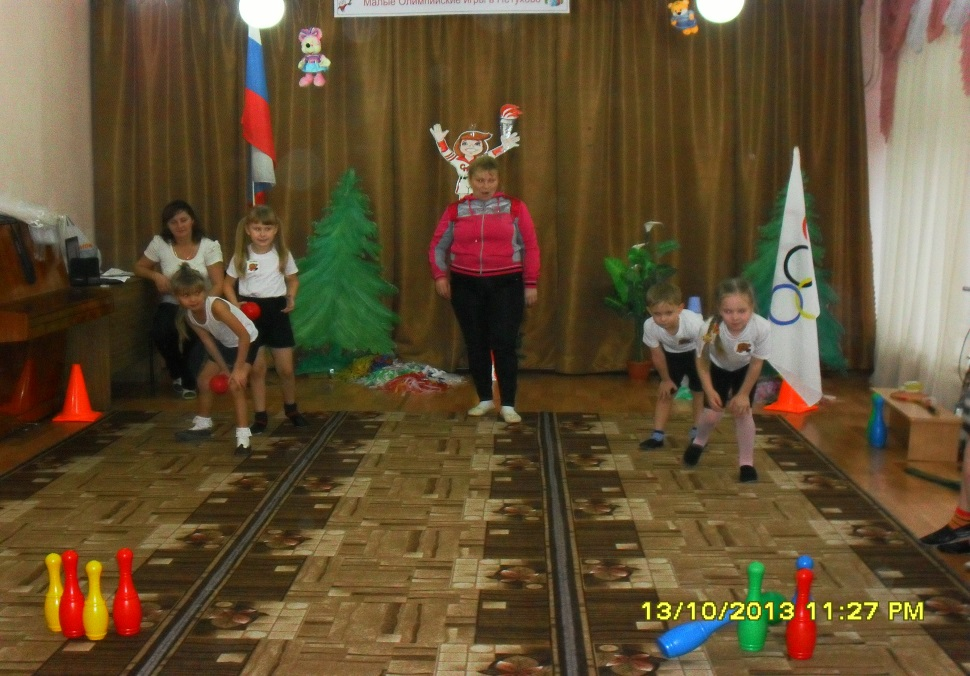 Малые Олимпийские игры в Петухово
13/10/2013 11:27 PM